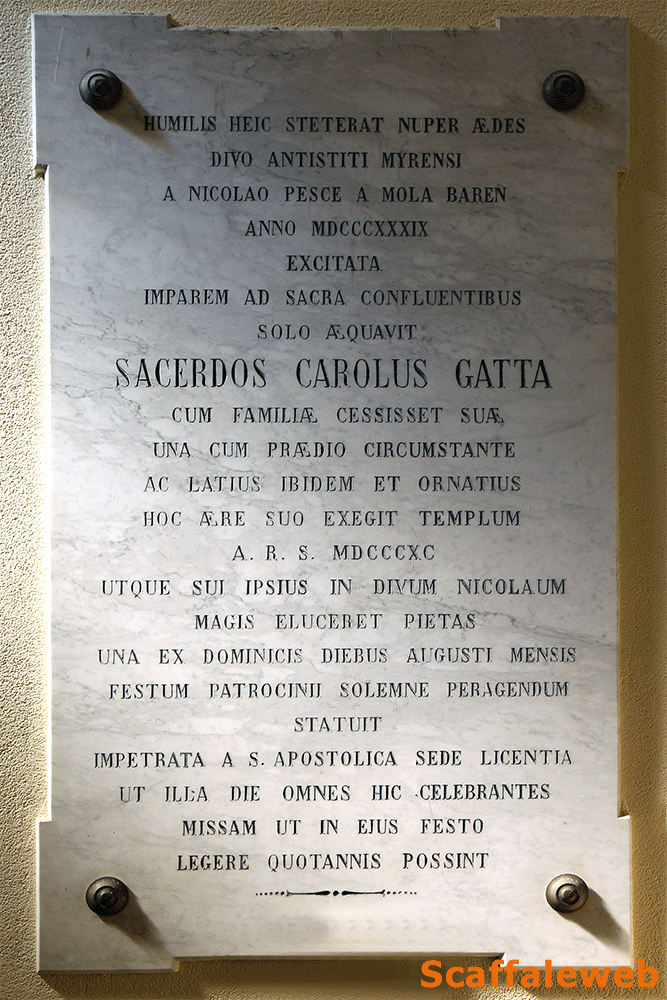 HUMILIS HEIC STETERAT NUPER ÆDES
DIVO ANTISTITI MYRENSI
A NICOLAO PESCE A MOLA BAREN
ANNO MDCCCXXXIX
EXCITATA
IMPAREM AD SACRA CONFLUENTIBUS
SOLO ÆQUAVIT
SACERDOS CAROLUS GATTA
CUM FAMILIÆ CESSISSET SUÆ
UNA CUM PRÆDIO CIRCUMSTANTE
AC LATIUS IBIDEM ET ORNATIUS
HOC ÆRE SUO EXEGIT TEMPLUM
A. R. S. MDCCCXC
UTQUE SUI IPSIUS IN DIVUM NICOLAUM
MAGIS ELUCERET PIETAS
UNA EX DOMINICIS DIEBUS AUGUSTI MENSIS
FESTUM PATROCINII SOLEMNE PERAGENDUM
STATUIT
IMPETRATA A S. APOSTOLICA SEDE LICENTIA
UT ILLA DIE OMNES HIC CELEBRANTES
MISSAM UT IN EJUS FESTO
LEGERE QUOTANNIS POSSINT
Scaffaleweb